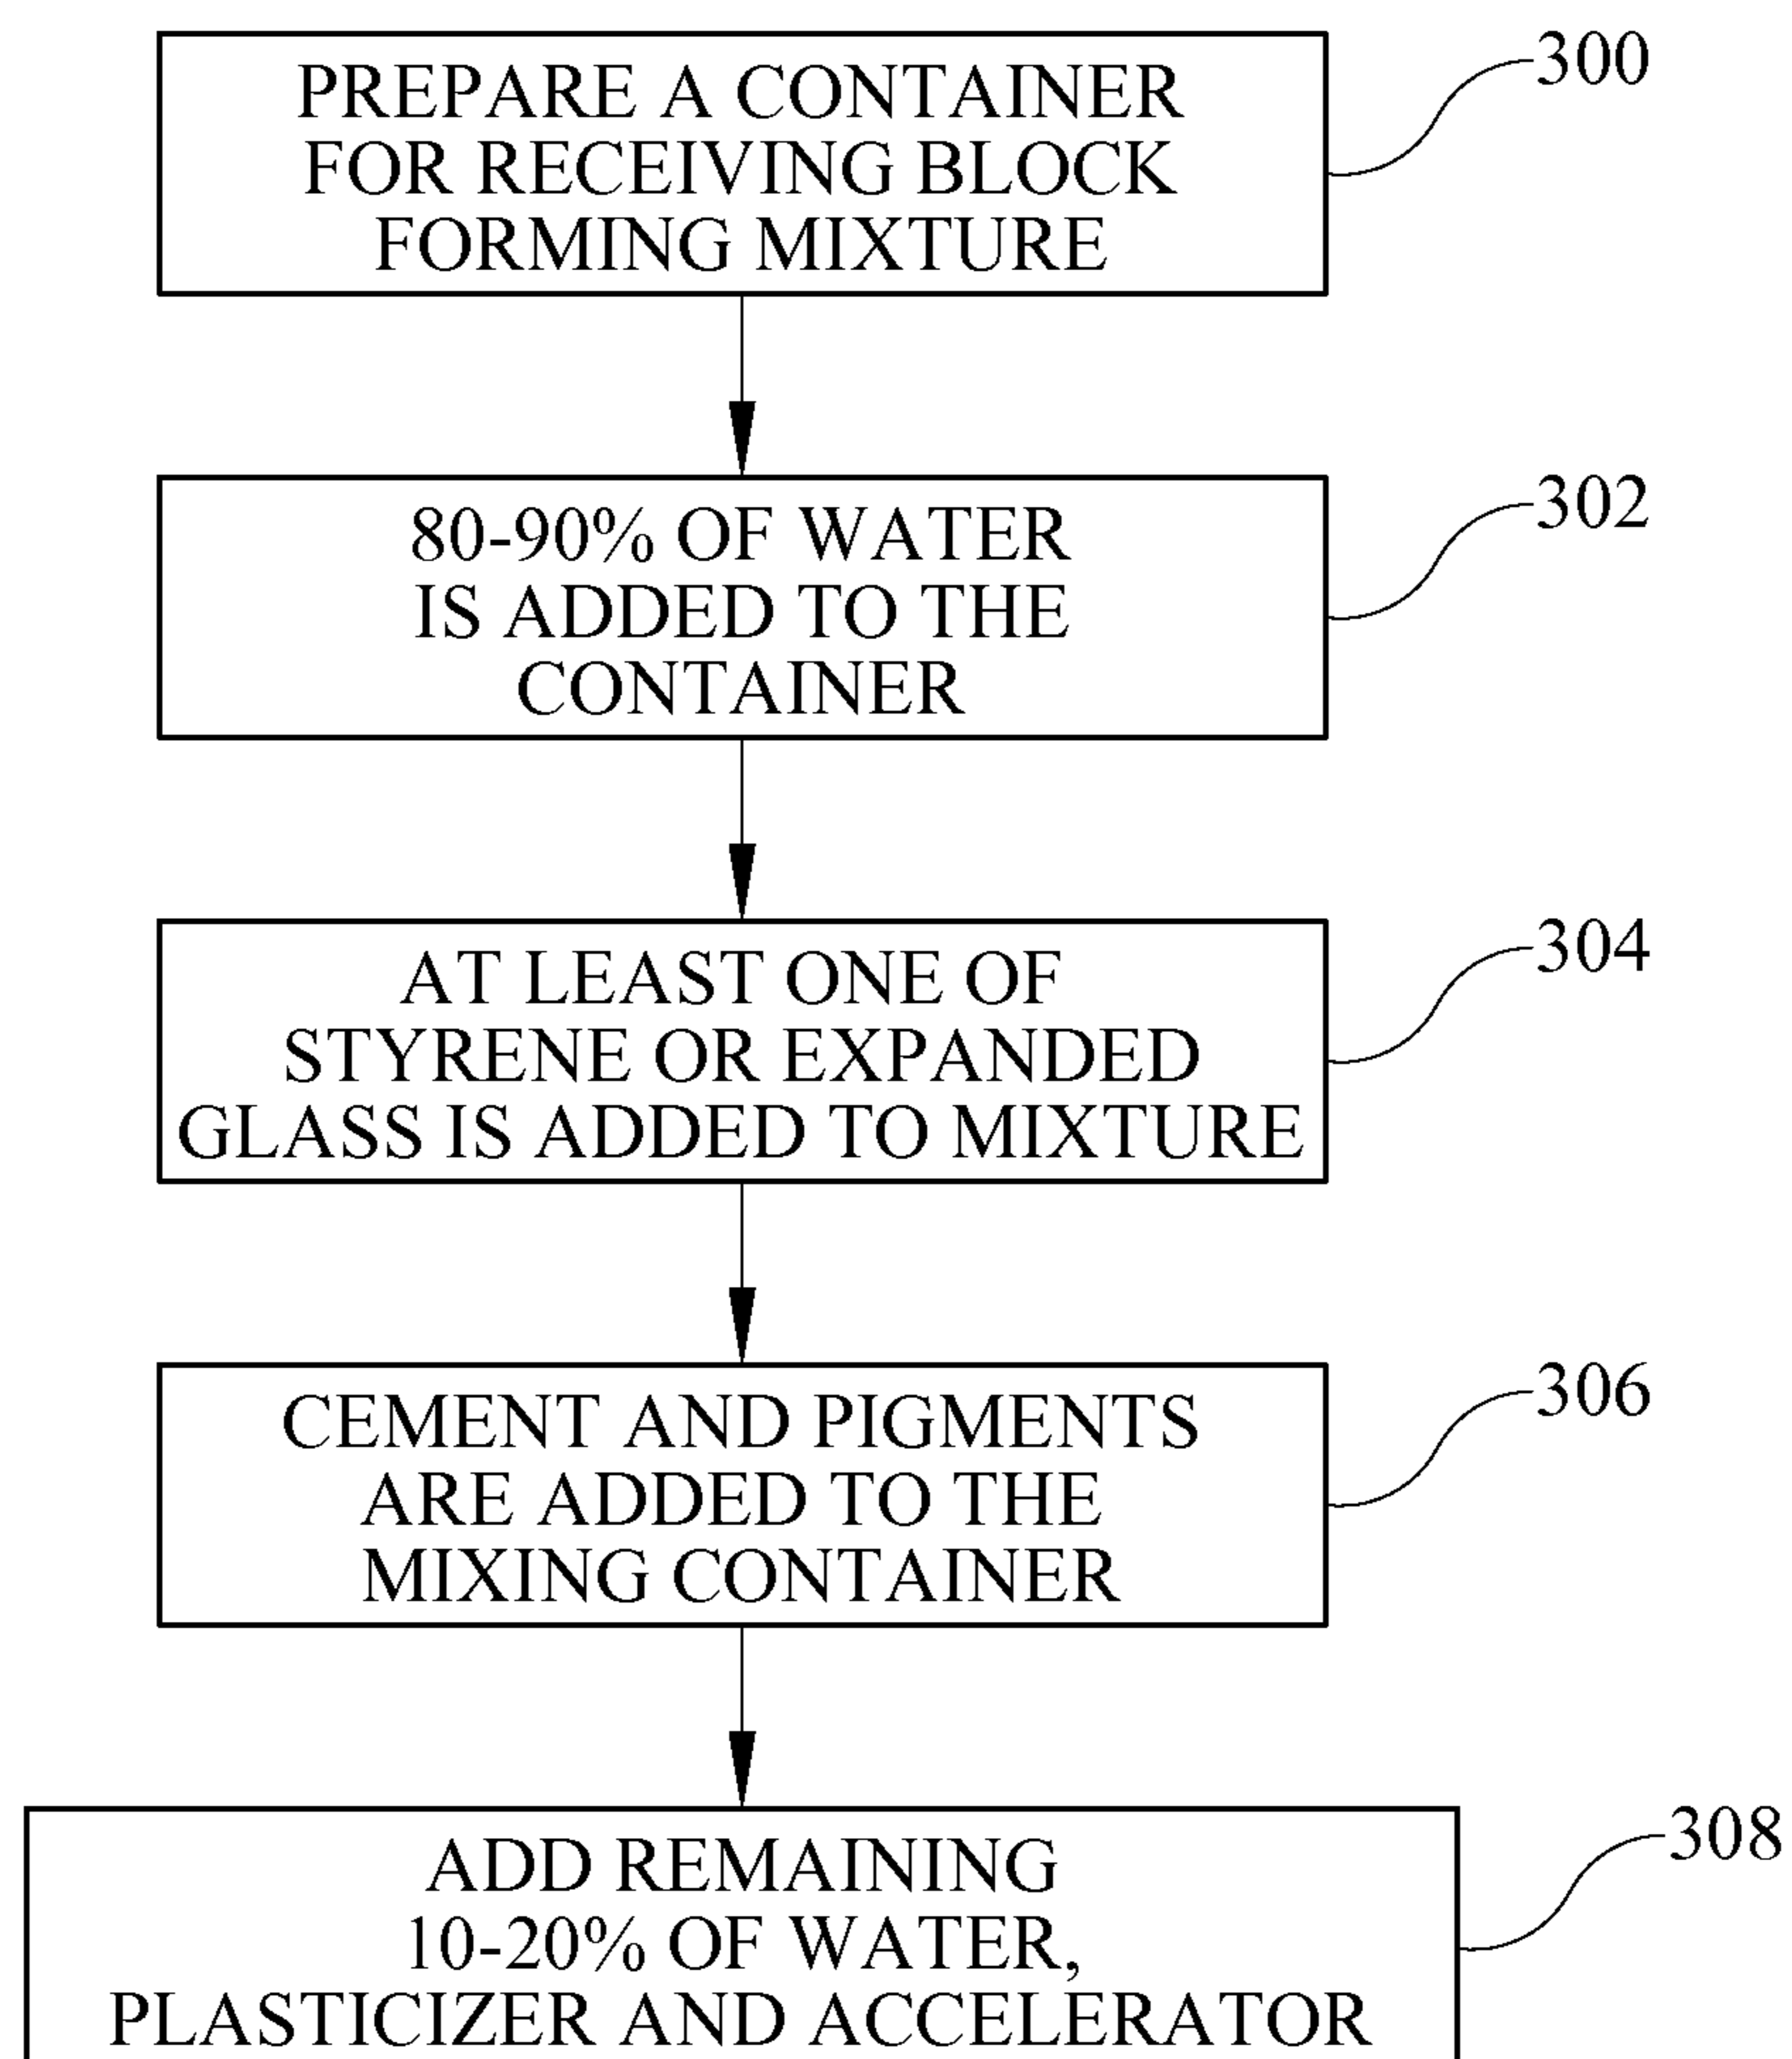 PREPARE A CONTAINER
FOR RECEIVING BLOCK
FORMING MIXTURE
300
80-90% OF WATER
IS ADDED TO THE
CONTAINER
302
AT LEAST ONE OF
STYRENE OR EXPANDED
GLASS IS ADDED TO MIXTURE
304
CEMENT AND PIGMENTS
ARE ADDED TO THE
MIXING CONTAINER
306
ADD REMAINING
10-20% OF WATER,
PLASTICIZER AND ACCELERATOR
308